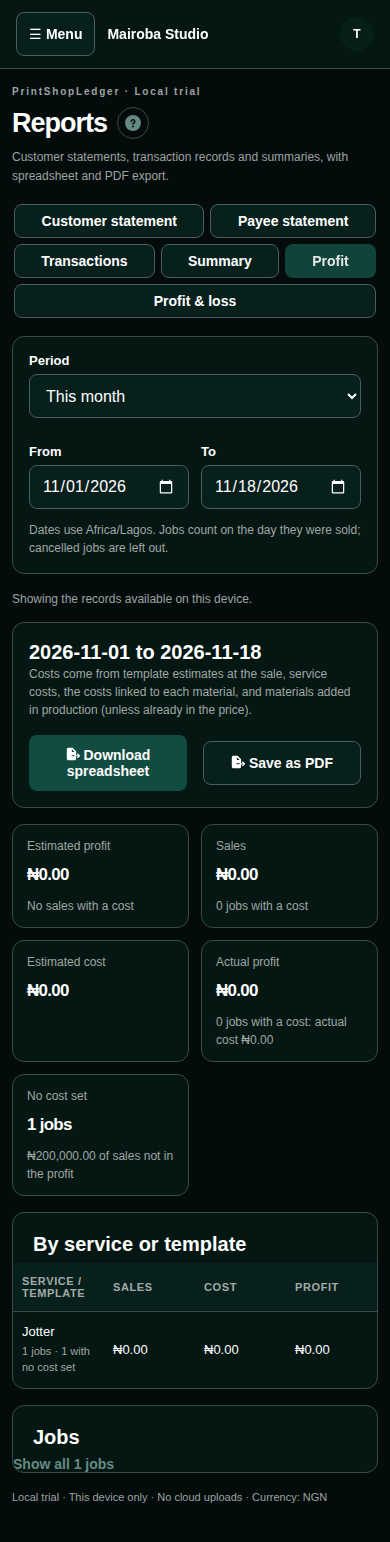 ☰ Menu
Mairoba Studio
T
PrintShopLedger · Local trial
Reports
?
Customer statements, transaction records and summaries, with
spreadsheet and PDF export.
Customer statement
Payee statement
Transactions
Summary
Profit
Profit & loss
Period
This month
From
To
11/01/2026
11/18/2026
Dates use Africa/Lagos. Jobs count on the day they were sold;
cancelled jobs are left out.
Showing the records available on this device.
2026-11-01 to 2026-11-18
Costs come from template estimates at the sale, service
costs, the costs linked to each material, and materials added
in production (unless already in the price).
Download
spreadsheet
Save as PDF
Estimated profit
₦0.00
No sales with a cost
Sales
₦0.00
0 jobs with a cost
Estimated cost
₦0.00
Actual profit
₦0.00
0 jobs with a cost: actual
cost ₦0.00
No cost set
1 jobs
₦200,000.00 of sales not in
the profit
By service or template
SERVICE /
TEMPLATE
SALES
COST
PROFIT
Jotter
1 jobs · 1 with
no cost set
₦0.00
₦0.00
₦0.00
Jobs
Show all 1 jobs
Local trial · This device only · No cloud uploads · Currency: NGN